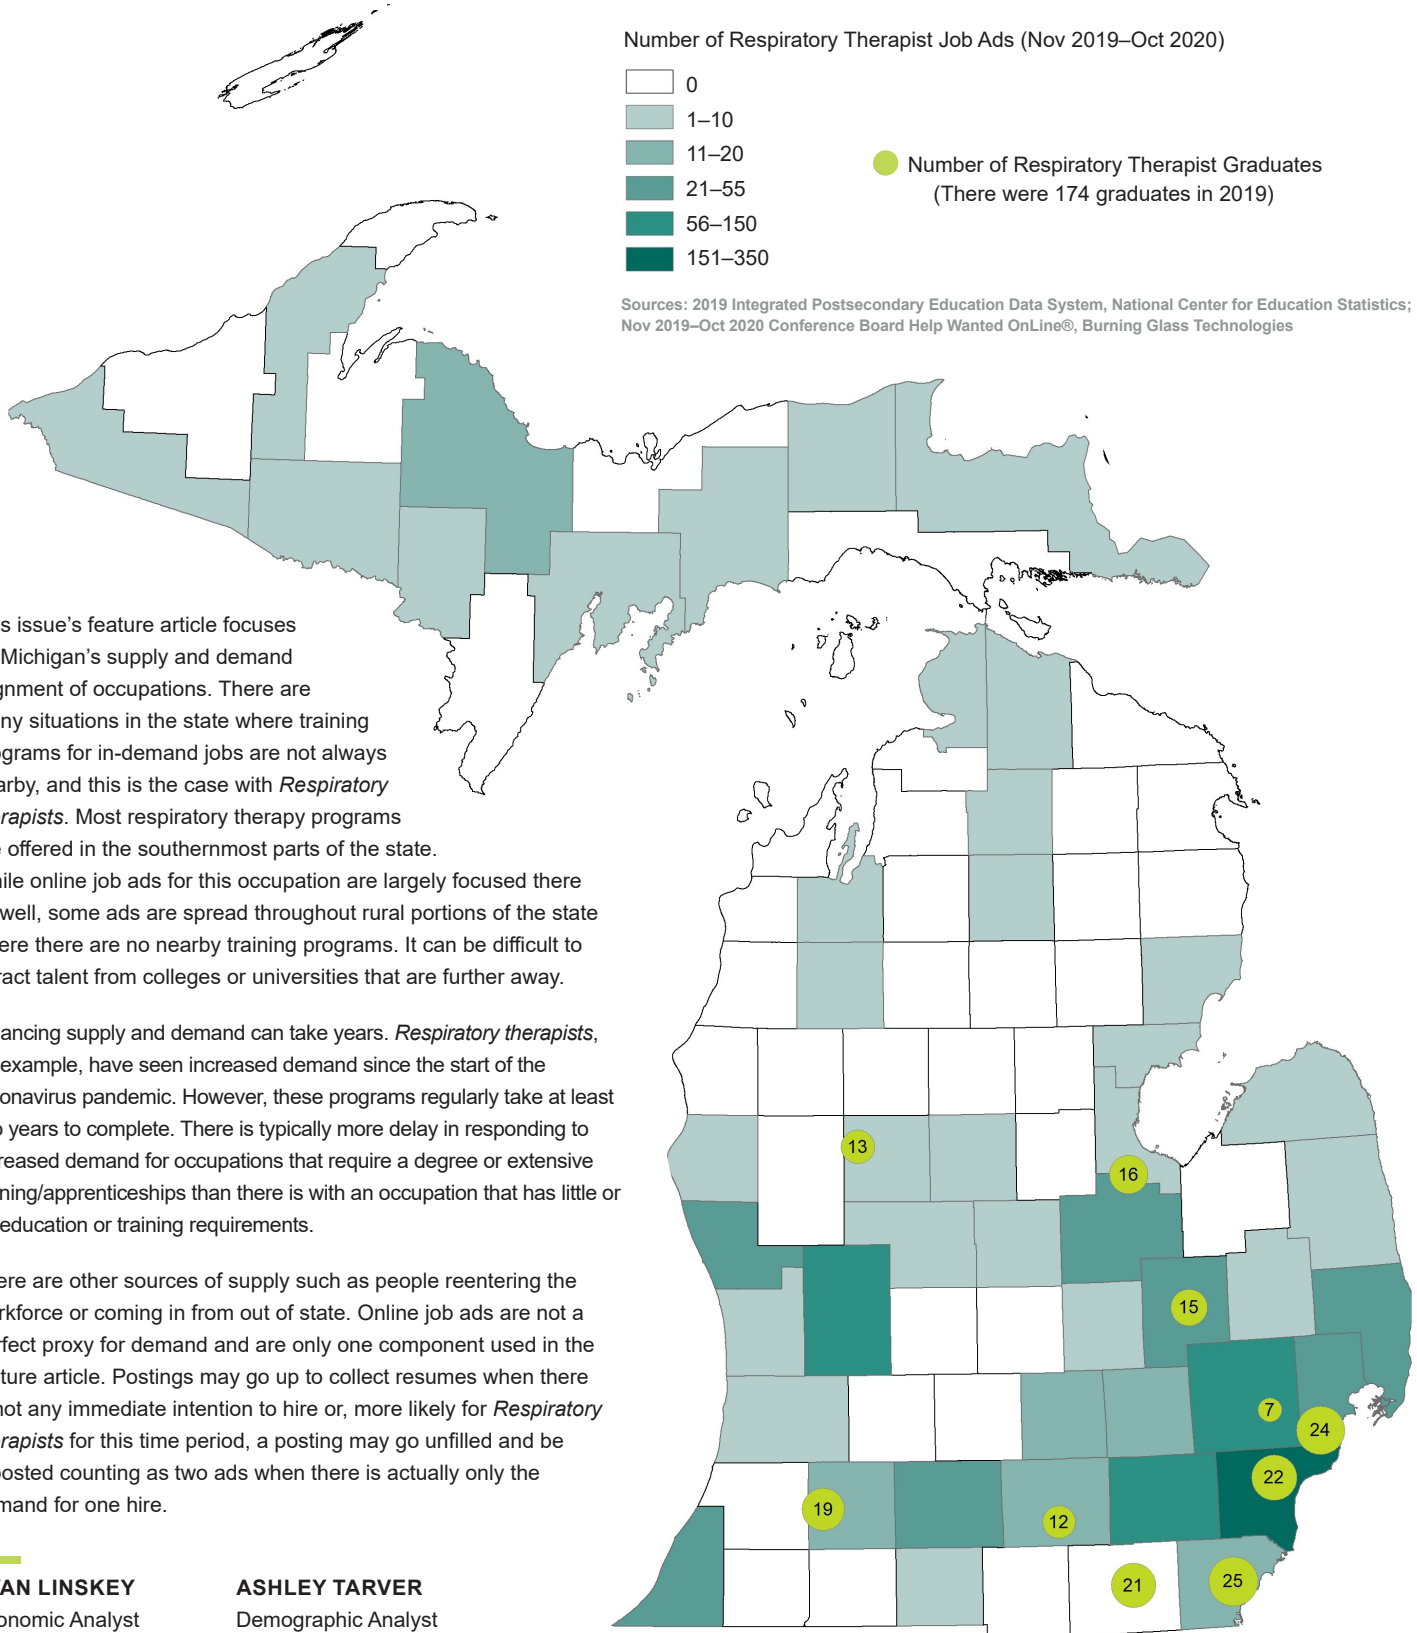 Number of Respiratory Therapist Job Ads (Nov 2019–Oct 2020)
0
1–10
11–20
21–55
56–150
151–350
Number of Respiratory Therapist Graduates
(There were 174 graduates in 2019)
Sources: 2019 Integrated Postsecondary Education Data System, National Center for Education Statistics;
Nov 2019–Oct 2020 Conference Board Help Wanted OnLine®, Burning Glass Technologies
s issue’s feature article focuses
Michigan’s supply and demand
gnment of occupations. There are
ny situations in the state where training
ograms for in-demand jobs are not always
arby, and this is the case with Respiratory
erapists. Most respiratory therapy programs
e offered in the southernmost parts of the state.
ile online job ads for this occupation are largely focused there
well, some ads are spread throughout rural portions of the state
ere there are no nearby training programs. It can be difficult to
ract talent from colleges or universities that are further away.
ancing supply and demand can take years. Respiratory therapists,
example, have seen increased demand since the start of the
onavirus pandemic. However, these programs regularly take at least
o years to complete. There is typically more delay in responding to
reased demand for occupations that require a degree or extensive
ning/apprenticeships than there is with an occupation that has little or
education or training requirements.
ere are other sources of supply such as people reentering the
rkforce or coming in from out of state. Online job ads are not a
rfect proxy for demand and are only one component used in the
ture article. Postings may go up to collect resumes when there
not any immediate intention to hire or, more likely for Respiratory
erapists for this time period, a posting may go unfilled and be
posted counting as two ads when there is actually only the
mand for one hire.
YAN LINSKEY
onomic Analyst
ASHLEY TARVER
Demographic Analyst
13
16
15
7
24
22
19
12
21
25